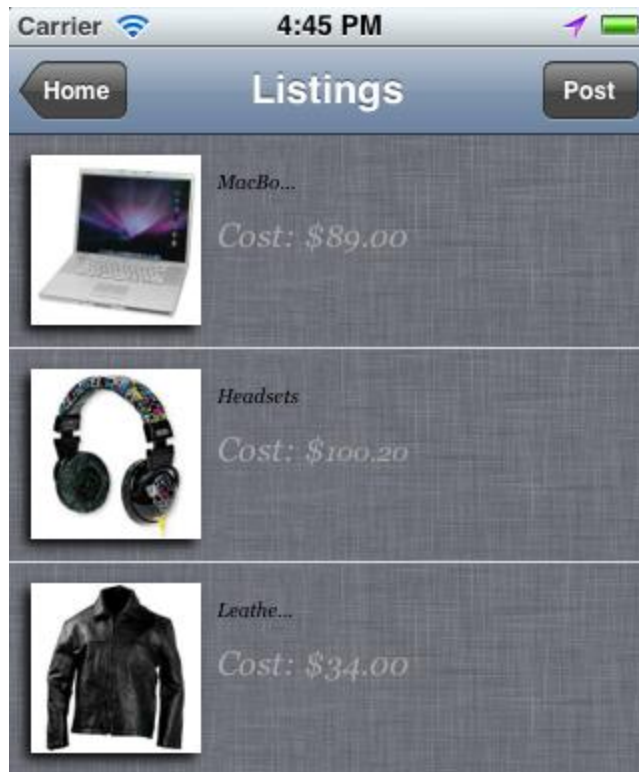 Carrier 4:45 PM
Home Listings Post
MacBo...
Cost: $89.00
Headsets
Cost: $100.20
Leathe...
Cost: $34.00